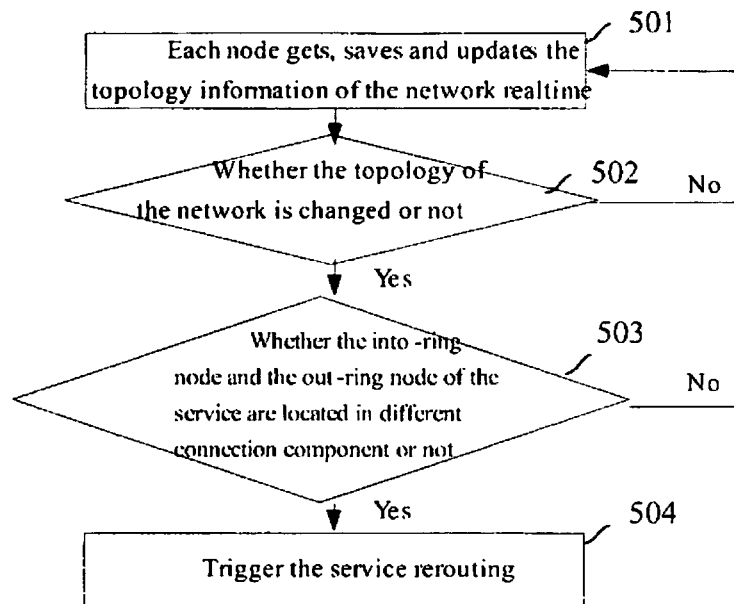 501
Each node gets, saves and updates the
topology information of the network realtime
Whether the topology of
the network is changed or not
502
No
Yes
Whether the into -ring
node and the out -ring node of the
service are located in different
connection component or not
503
No
Yes
504
Trigger the service rerouting